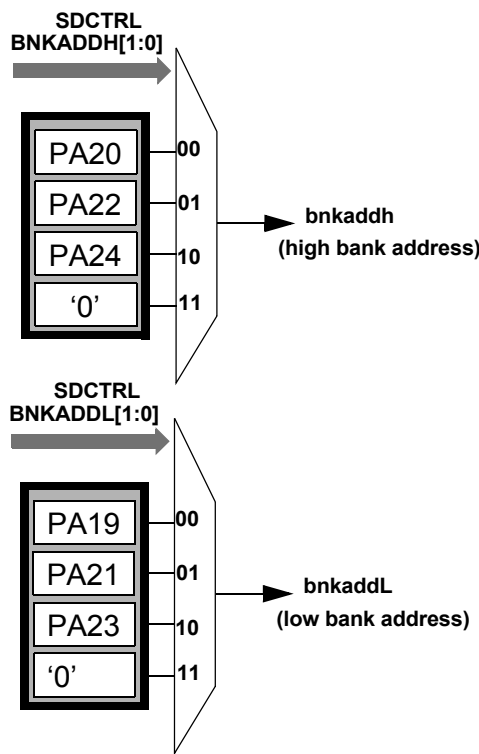 SDCTRL
BNKADDH[1:0]
PA20 00
PA22 01
bnkaddh
(high bank address)
PA24 10
‘0’ 11
SDCTRL
BNKADDL[1:0]
PA19 00
PA21 01
bnkaddL
(low bank address)
PA23 10
‘0’ 11